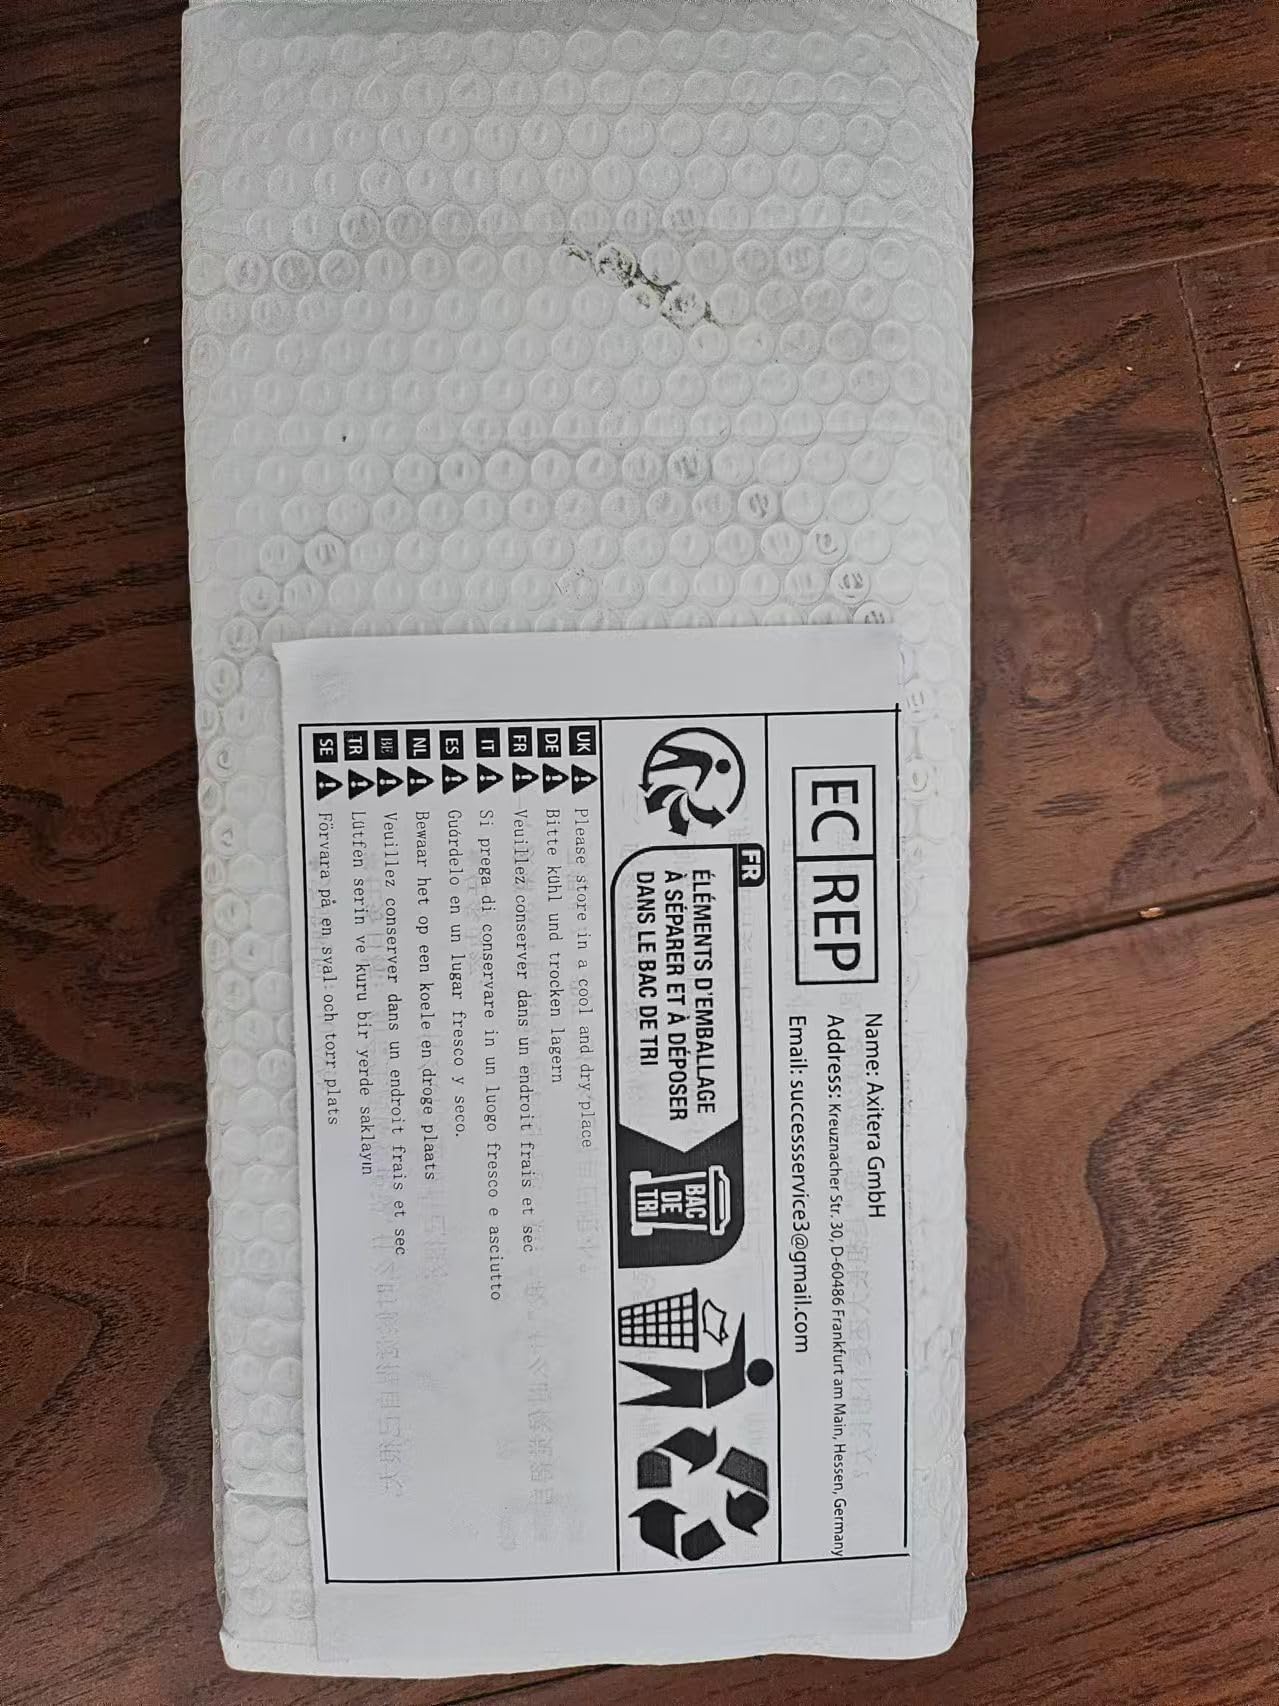 EC REP
Name: Axitera GmbH
Address: Kreuznacher Str. 30, D-60486 Frankfurt am Main, Hessen, Germany
Email: successservice3@gmail.com
FR
ÉLÉMENTS D'EMBALLAGE
À SÉPARER ET À DÉPOSER
DANS LE BAC DE TRI
BAC
DE
TRI
UK Please store in a cool and dry place
DE Bitte kühl und trocken lagern
FR Veuillez conserver dans un endroit frais et sec
IT Si prega di conservare in un luogo fresco e asciutto
ES Guárdelo en un lugar fresco y seco.
NL Bewaar het op een koele en droge plaats
BE Veuillez conserver dans un endroit frais et sec
TR Lütfen serin ve kuru bir yerde saklayın
SE Förvara på en sval och torr plats